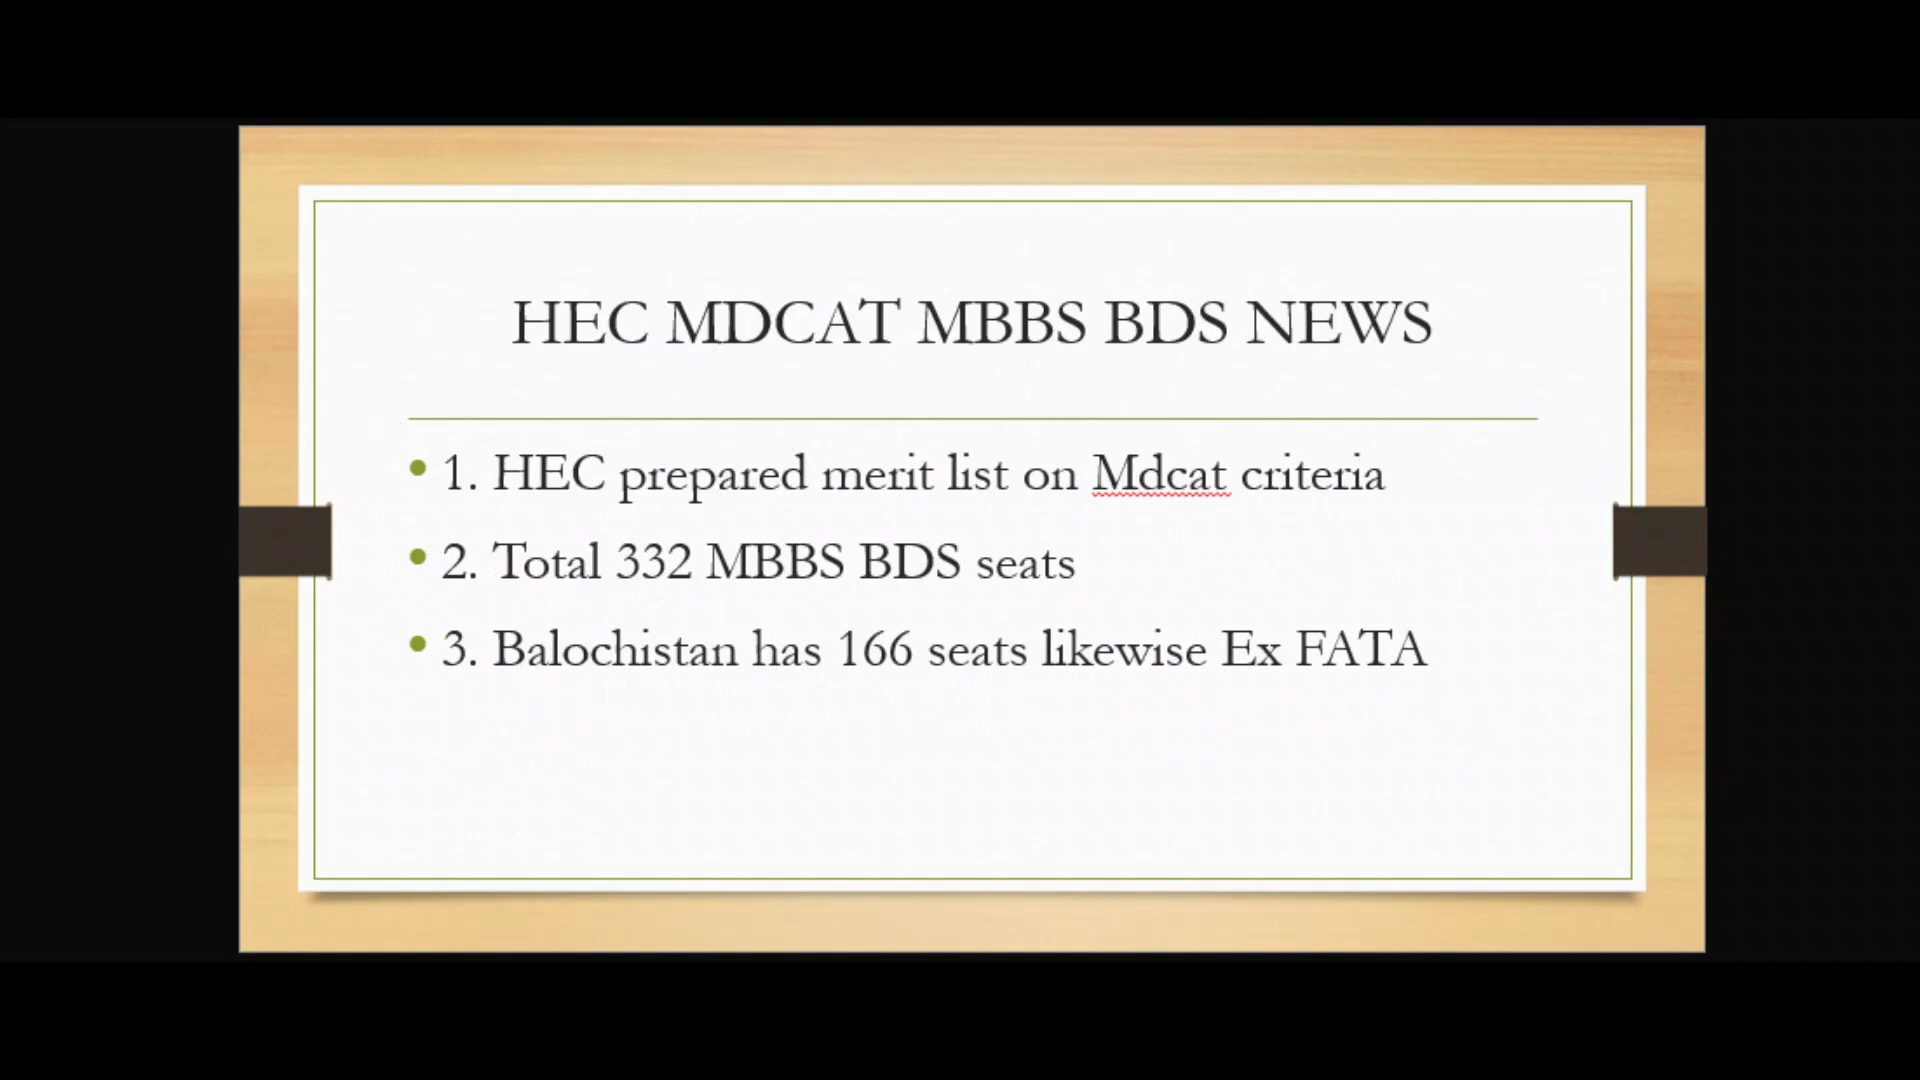 HEC MDCAT MBBS BDS NEWS
• 1. HEC prepared merit list on Mdcat criteria
• 2. Total 332 MBBS BDS seats
• 3. Balochistan has 166 seats likewise Ex FATA